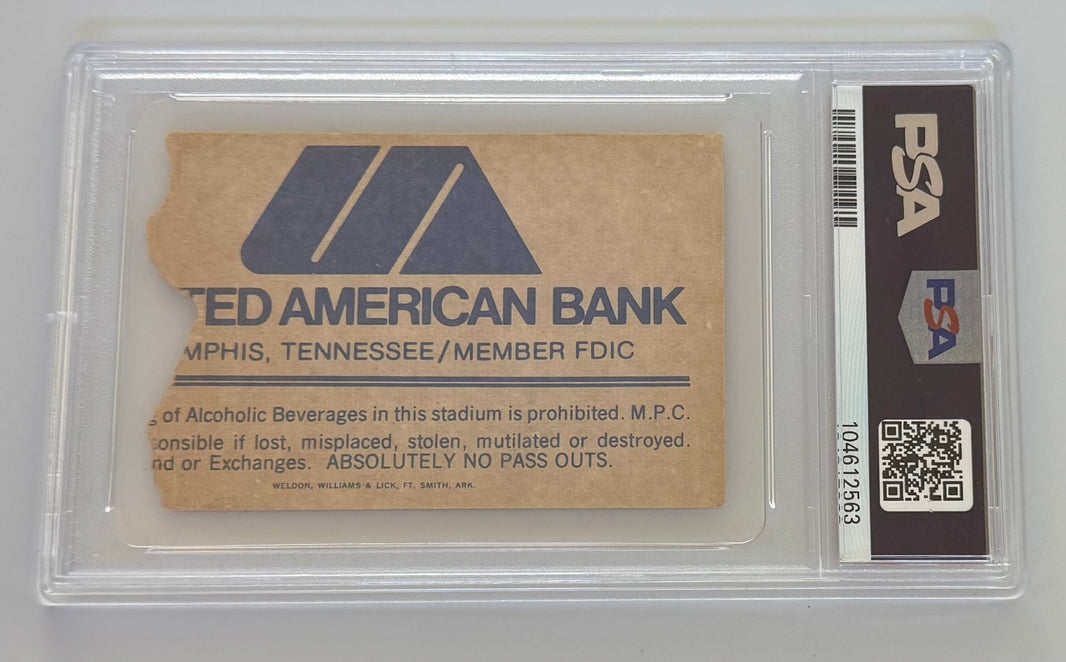 UA
TED AMERICAN BANK
MPHIS, TENNESSEE/MEMBER FDIC
g of Alcoholic Beverages in this stadium is prohibited. M.P.C.
onsible if lost, misplaced, stolen, mutilated or destroyed.
nd or Exchanges. ABSOLUTELY NO PASS OUTS.
WELDON, WILLIAMS & LICK, FT. SMITH, ARK.
PSA
PSA
104612563